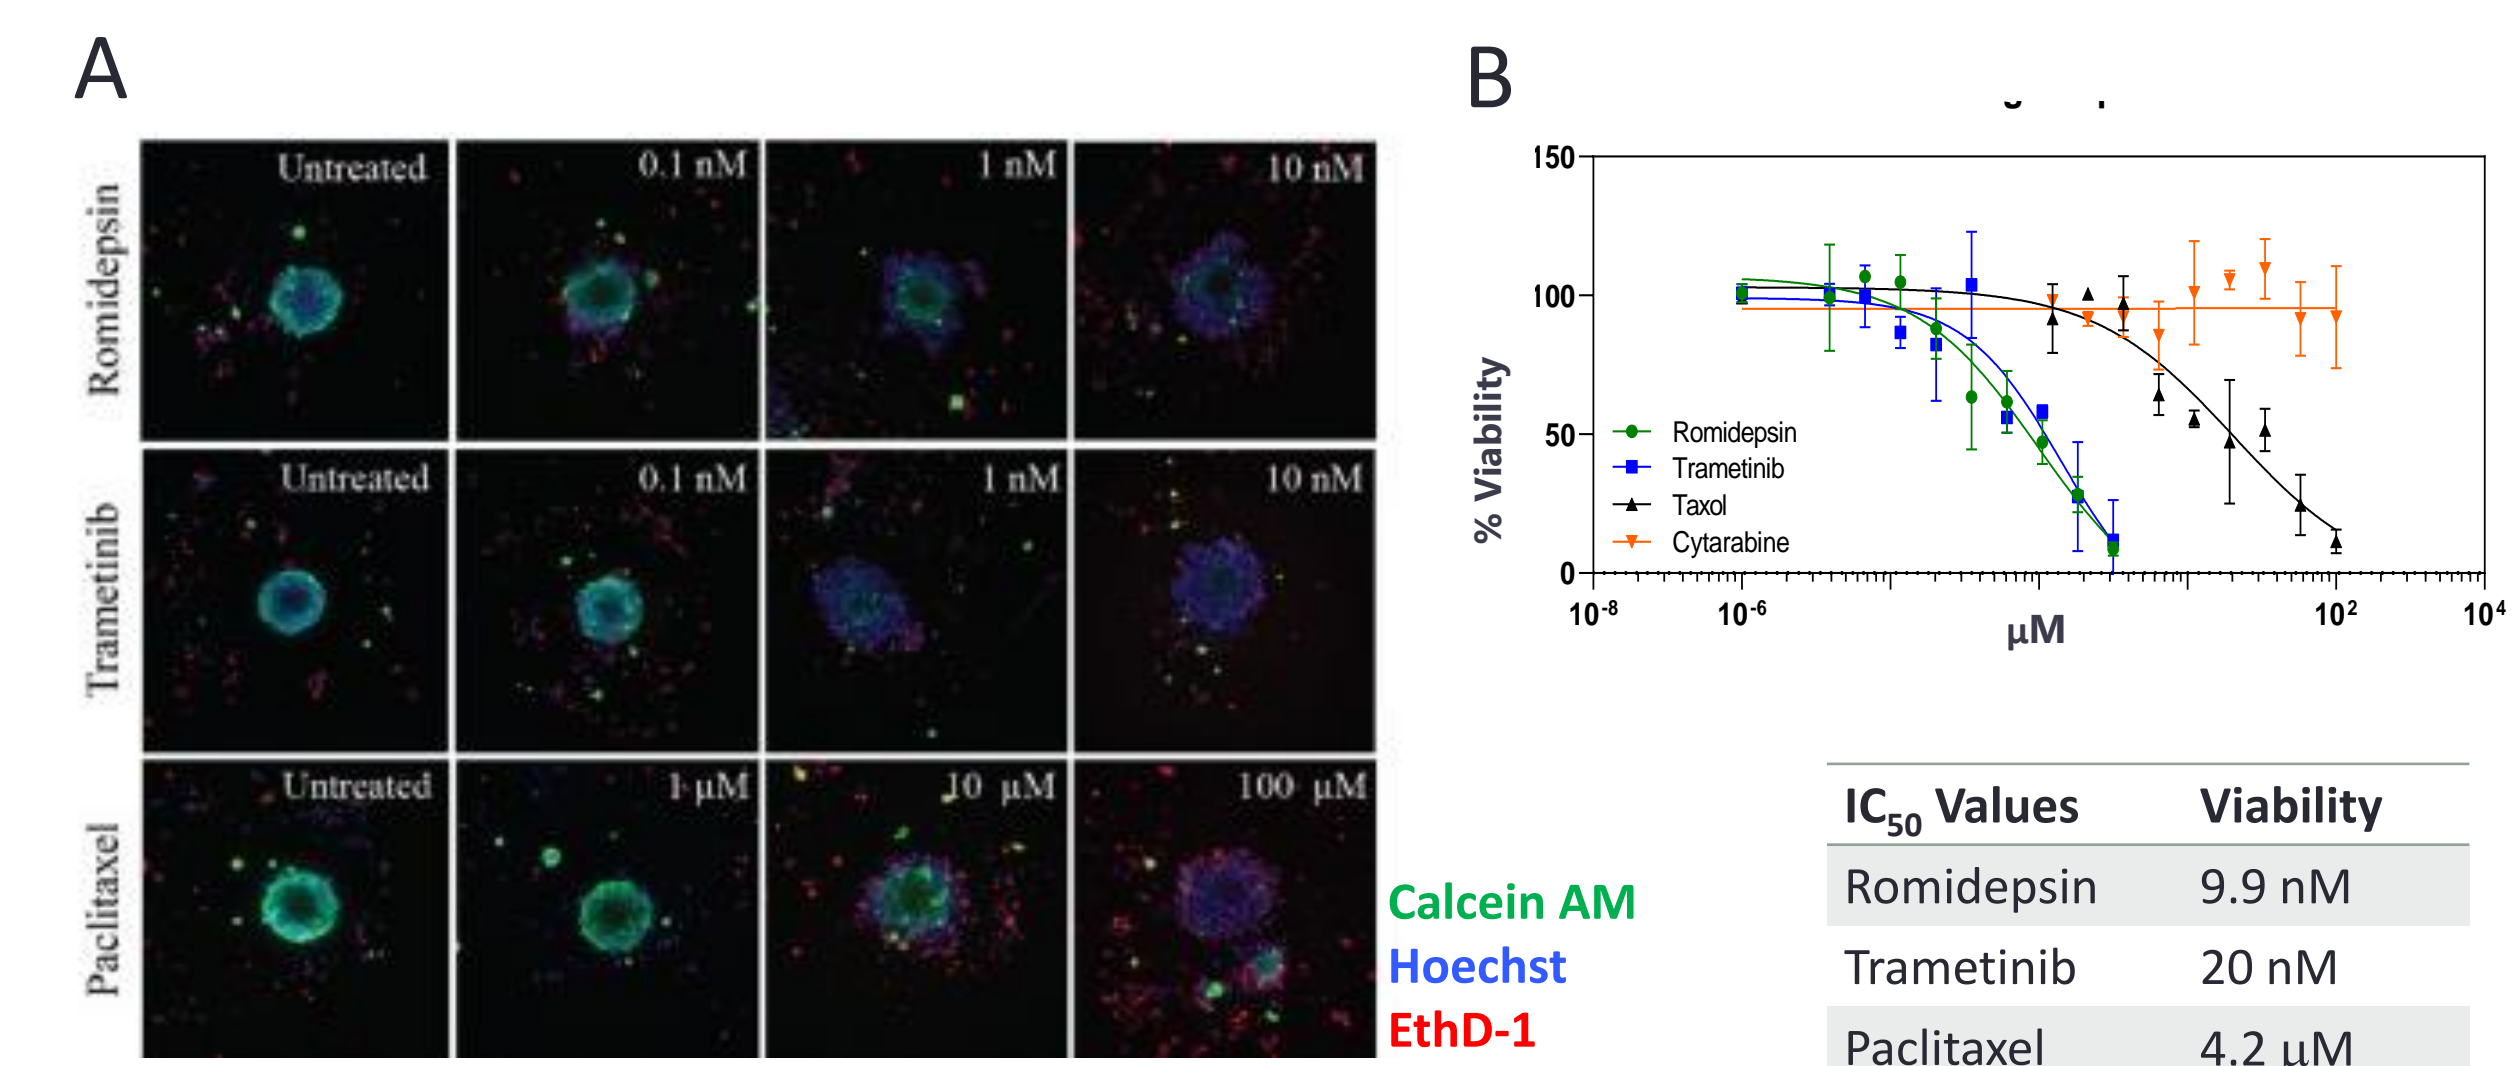 A
B
Romidepsin
Untreated
0.1 nM
1 nM
10 nM
Trametinib
Untreated
0.1 nM
1 nM
10 nM
Paclitaxel
Untreated
1 µM
10 µM
100 µM
Calcein AM
Hoechst
EthD-1
% Viability
150
100
50
0
Romidepsin
Trametinib
Taxol
Cytarabine
10-8
10-6
102
104
µM
IC50 Values Viability
Romidepsin 9.9 nM
Trametinib 20 nM
Paclitaxel 4.2 µM